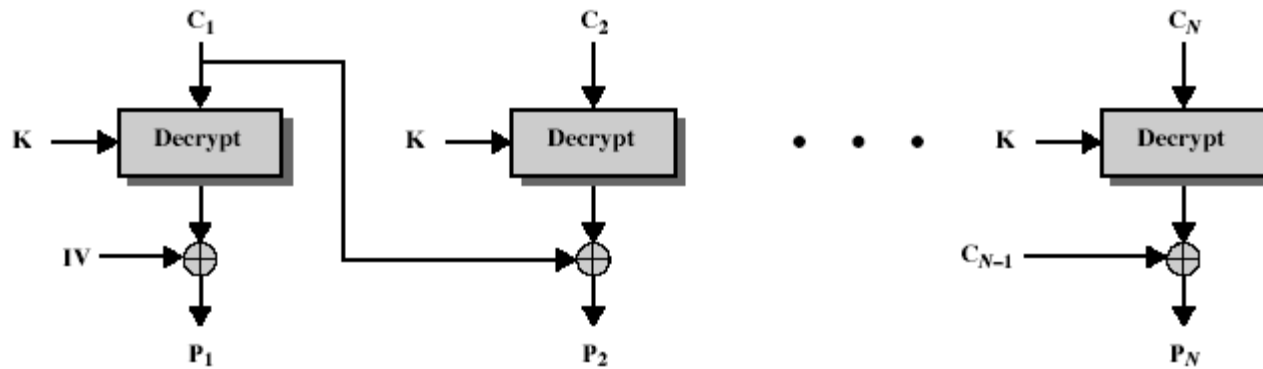 C1 C2 CN
K Decrypt K Decrypt K Decrypt
IV CN–1
P1 P2 PN